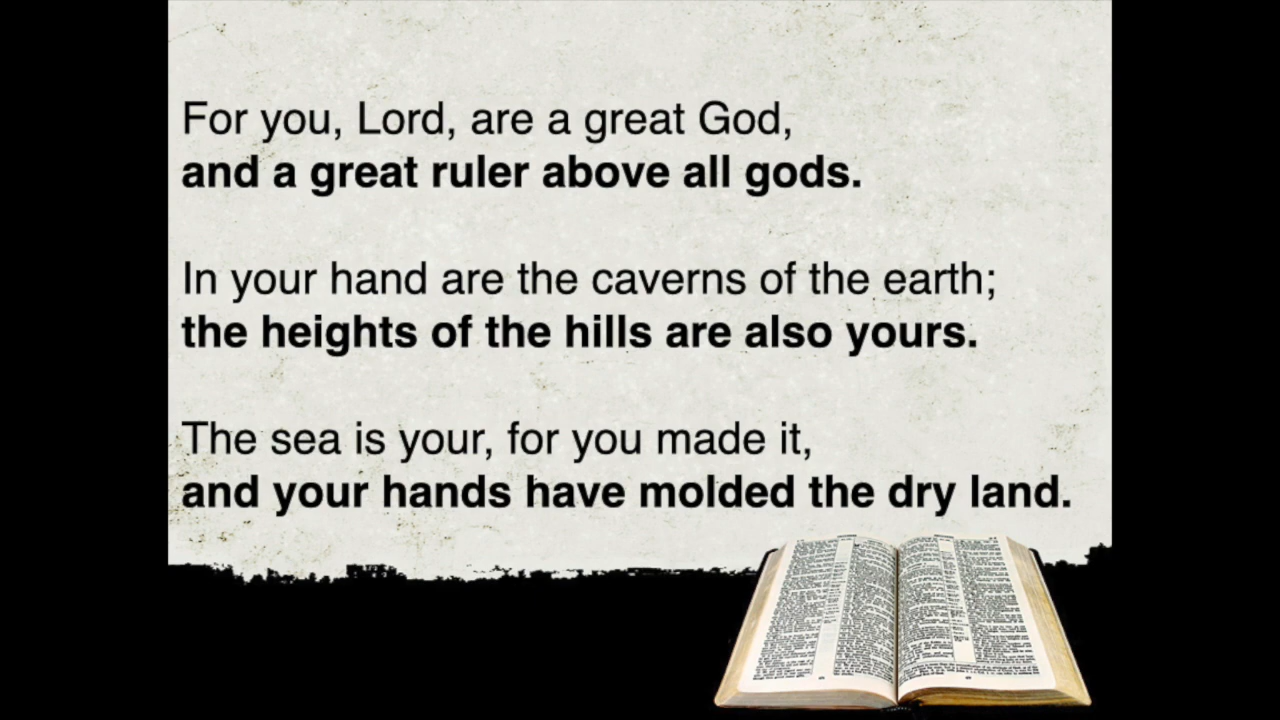 For you, Lord, are a great God,
and a great ruler above all gods.
In your hand are the caverns of the earth;
the heights of the hills are also yours.
The sea is your, for you made it,
and your hands have molded the dry land.